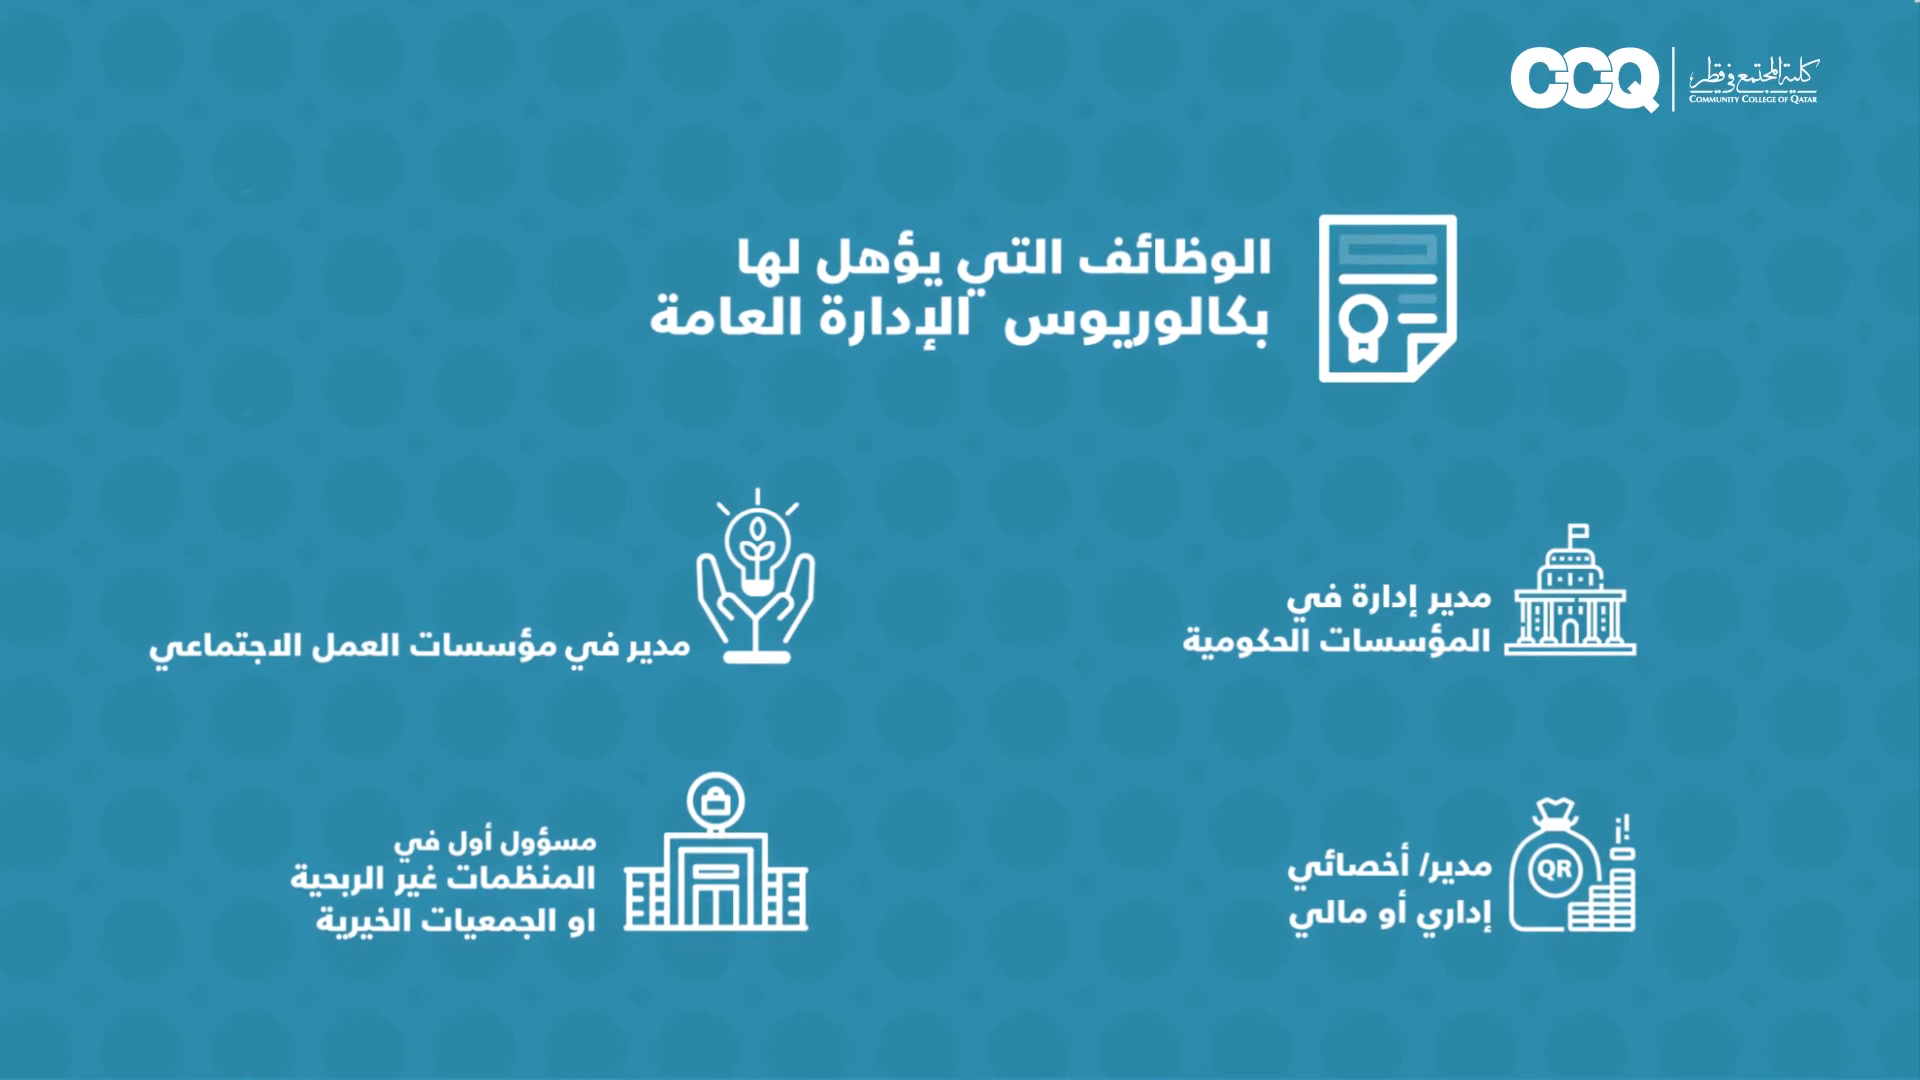 CCQ
كلية المجتمع في قطر
COMMUNITY COLLEGE OF QATAR
الوظائف التي يؤهل لها
بكالوريوس الإدارة العامة
مدير إدارة في
المؤسسات الحكومية
مدير في مؤسسات العمل الاجتماعي
مدير/ أخصائي
إداري أو مالي
QR
مسؤول أول في
المنظمات غير الربحية
او الجمعيات الخيرية